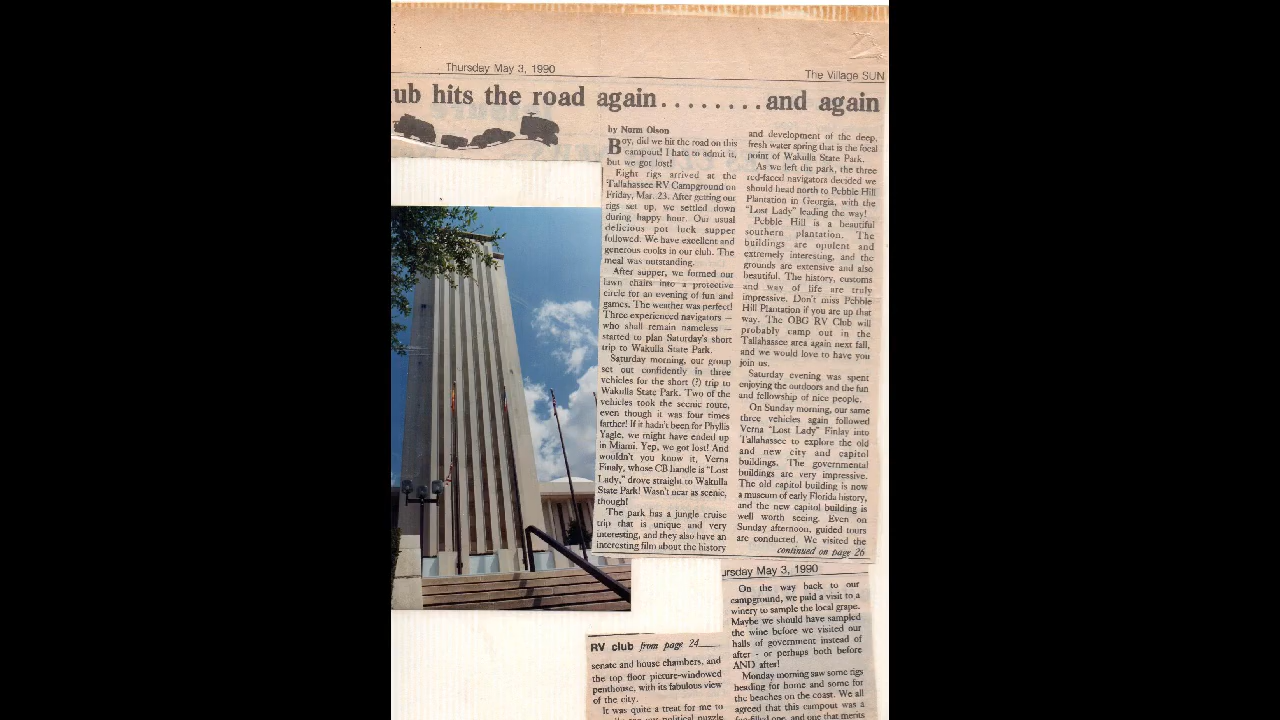 Thursday May 3, 1990
The Village SUN
ub hits the road again........and again
by Norm Olson
Boy, did we hit the road on this
campout! I hate to admit it,
but we got lost!
Eight rigs arrived at the
Tallahassee RV Campground on
Friday, Mar. 23. After getting our
rigs set up, we settled down
during happy hour. Our usual
delicious pot luck supper
followed. We have excellent and
generous cooks in our club. The
meal was outstanding.
After supper, we formed our
lawn chairs into a protective
circle for an evening of fun and
games. The weather was perfect!
Three experienced navigators —
who shall remain nameless —
started to plan Saturday's short
trip to Wakulla State Park.
Saturday morning, our group
set out confidently in three
vehicles for the short (?) trip to
Wakulla State Park. Two of the
vehicles took the scenic route,
even though it was four times
farther! If it hadn't been for Phyllis
Yagle, we might have ended up
in Miami. Yep, we got lost! And
wouldn't you know it, Verna
Finaly, whose CB handle is "Lost
Lady," drove straight to Wakulla
State Park! Wasn't near as scenic,
though!
The park has a jungle cruise
trip that is unique and very
interesting, and they also have an
interesting film about the history
and development of the deep,
fresh water spring that is the focal
point of Wakulla State Park.
As we left the park, the three
red-faced navigators decided we
should head north to Pebble Hill
Plantation in Georgia, with the
"Lost Lady" leading the way!
Pebble Hill is a beautiful
southern plantation. The
buildings are opulent and
extremely interesting, and the
grounds are extensive and also
beautiful. The history, customs
and way of life are truly
impressive. Don't miss Pebble
Hill Plantation if you are up that
way. The OBG RV Club will
probably camp out in the
Tallahassee area again next fall,
and we would love to have you
join us.
Saturday evening was spent
enjoying the outdoors and the fun
and fellowship of nice people.
On Sunday morning, our same
three vehicles again followed
Verna "Lost Lady" Finlay into
Tallahassee to explore the old
and new city and capitol
buildings. The governmental
buildings are very impressive.
The old capitol building is now
a museum of early Florida history,
and the new capitol building is
well worth seeing. Even on
Sunday afternoon, guided tours
are conducted. We visited the
continued on page 26
RV club from page 24
senate and house chambers, and
the top floor picture-windowed
penthouse, with its fabulous view
of the city.
It was quite a treat for me to
our political puzzle
ursday May 3, 1990
On the way back to our
campground, we paid a visit to a
winery to sample the local grape.
Maybe we should have sampled
the wine before we visited our
halls of government instead of
after - or perhaps both before
AND after!
Monday morning saw some rigs
heading for home and some for
the beaches on the coast. We all
agreed that this campout was a
fun-filled one, and one that merits